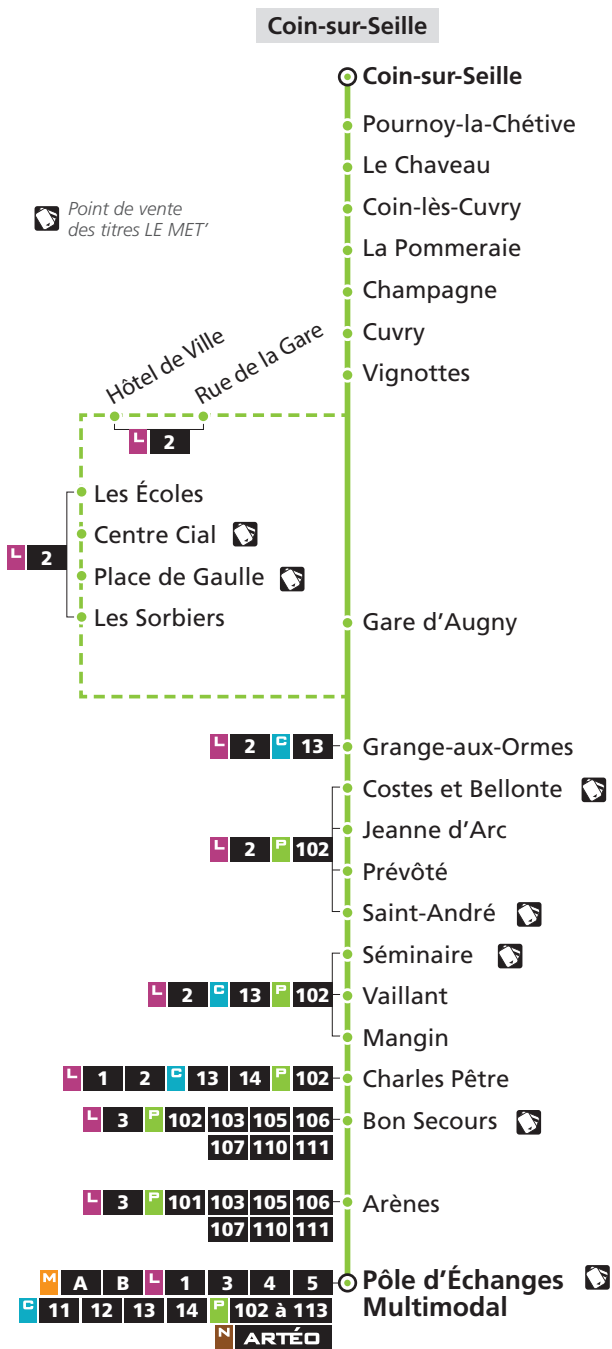 Coin-sur-Seille
Coin-sur-Seille
Pournoy-la-Chétive
Le Chaveau
Point de vente
des titres LE MET'
Coin-lès-Cuvry
La Pommeraie
Champagne
Cuvry
Vignottes
Hôtel de Ville
Rue de la Gare
L 2
Les Écoles
Centre Cial
L 2
Place de Gaulle
Les Sorbiers
Gare d'Augny
L 2 C 13 Grange-aux-Ormes
Costes et Bellonte
Jeanne d'Arc
L 2 P 102
Prévôté
Saint-André
Séminaire
L 2 C 13 P 102 Vaillant
Mangin
L 1 2 C 13 14 P 102 Charles Pêtre
L 3 P 102 103 105 106 Bon Secours
107 110 111
L 3 P 101 103 105 106 Arènes
107 110 111
M A B L 1 3 4 5 Pôle d'Échanges
C 11 12 13 14 P 102 à 113 Multimodal
N ARTÉO